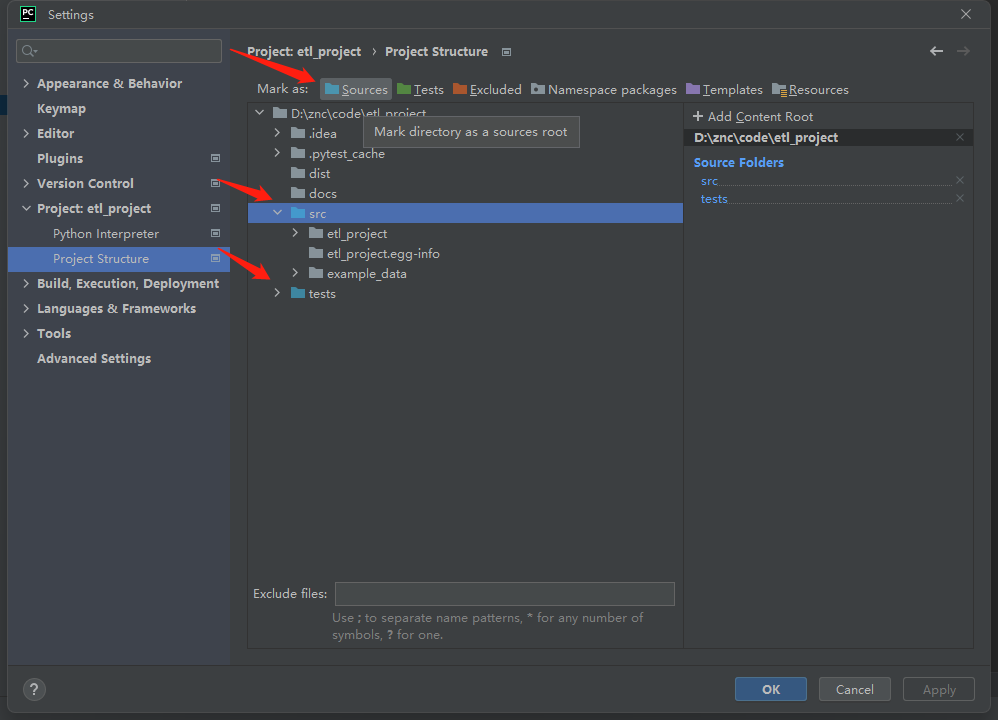 PC
Settings
Project: etl_project › Project Structure
Appearance & Behavior
Keymap
Editor
Plugins
Version Control
Project: etl_project
Python Interpreter
Project Structure
Build, Execution, Deployment
Languages & Frameworks
Tools
Advanced Settings
Mark as: Sources Tests Excluded Namespace packages Templates Resources
D:\znc\code\etl_project
Mark directory as a sources root
.idea
.pytest_cache
dist
docs
src
etl_project
etl_project.egg-info
example_data
tests
+ Add Content Root
D:\znc\code\etl_project
Source Folders
src
tests
Exclude files:
Use ; to separate name patterns, * for any number of
symbols, ? for one.
?
OK Cancel Apply